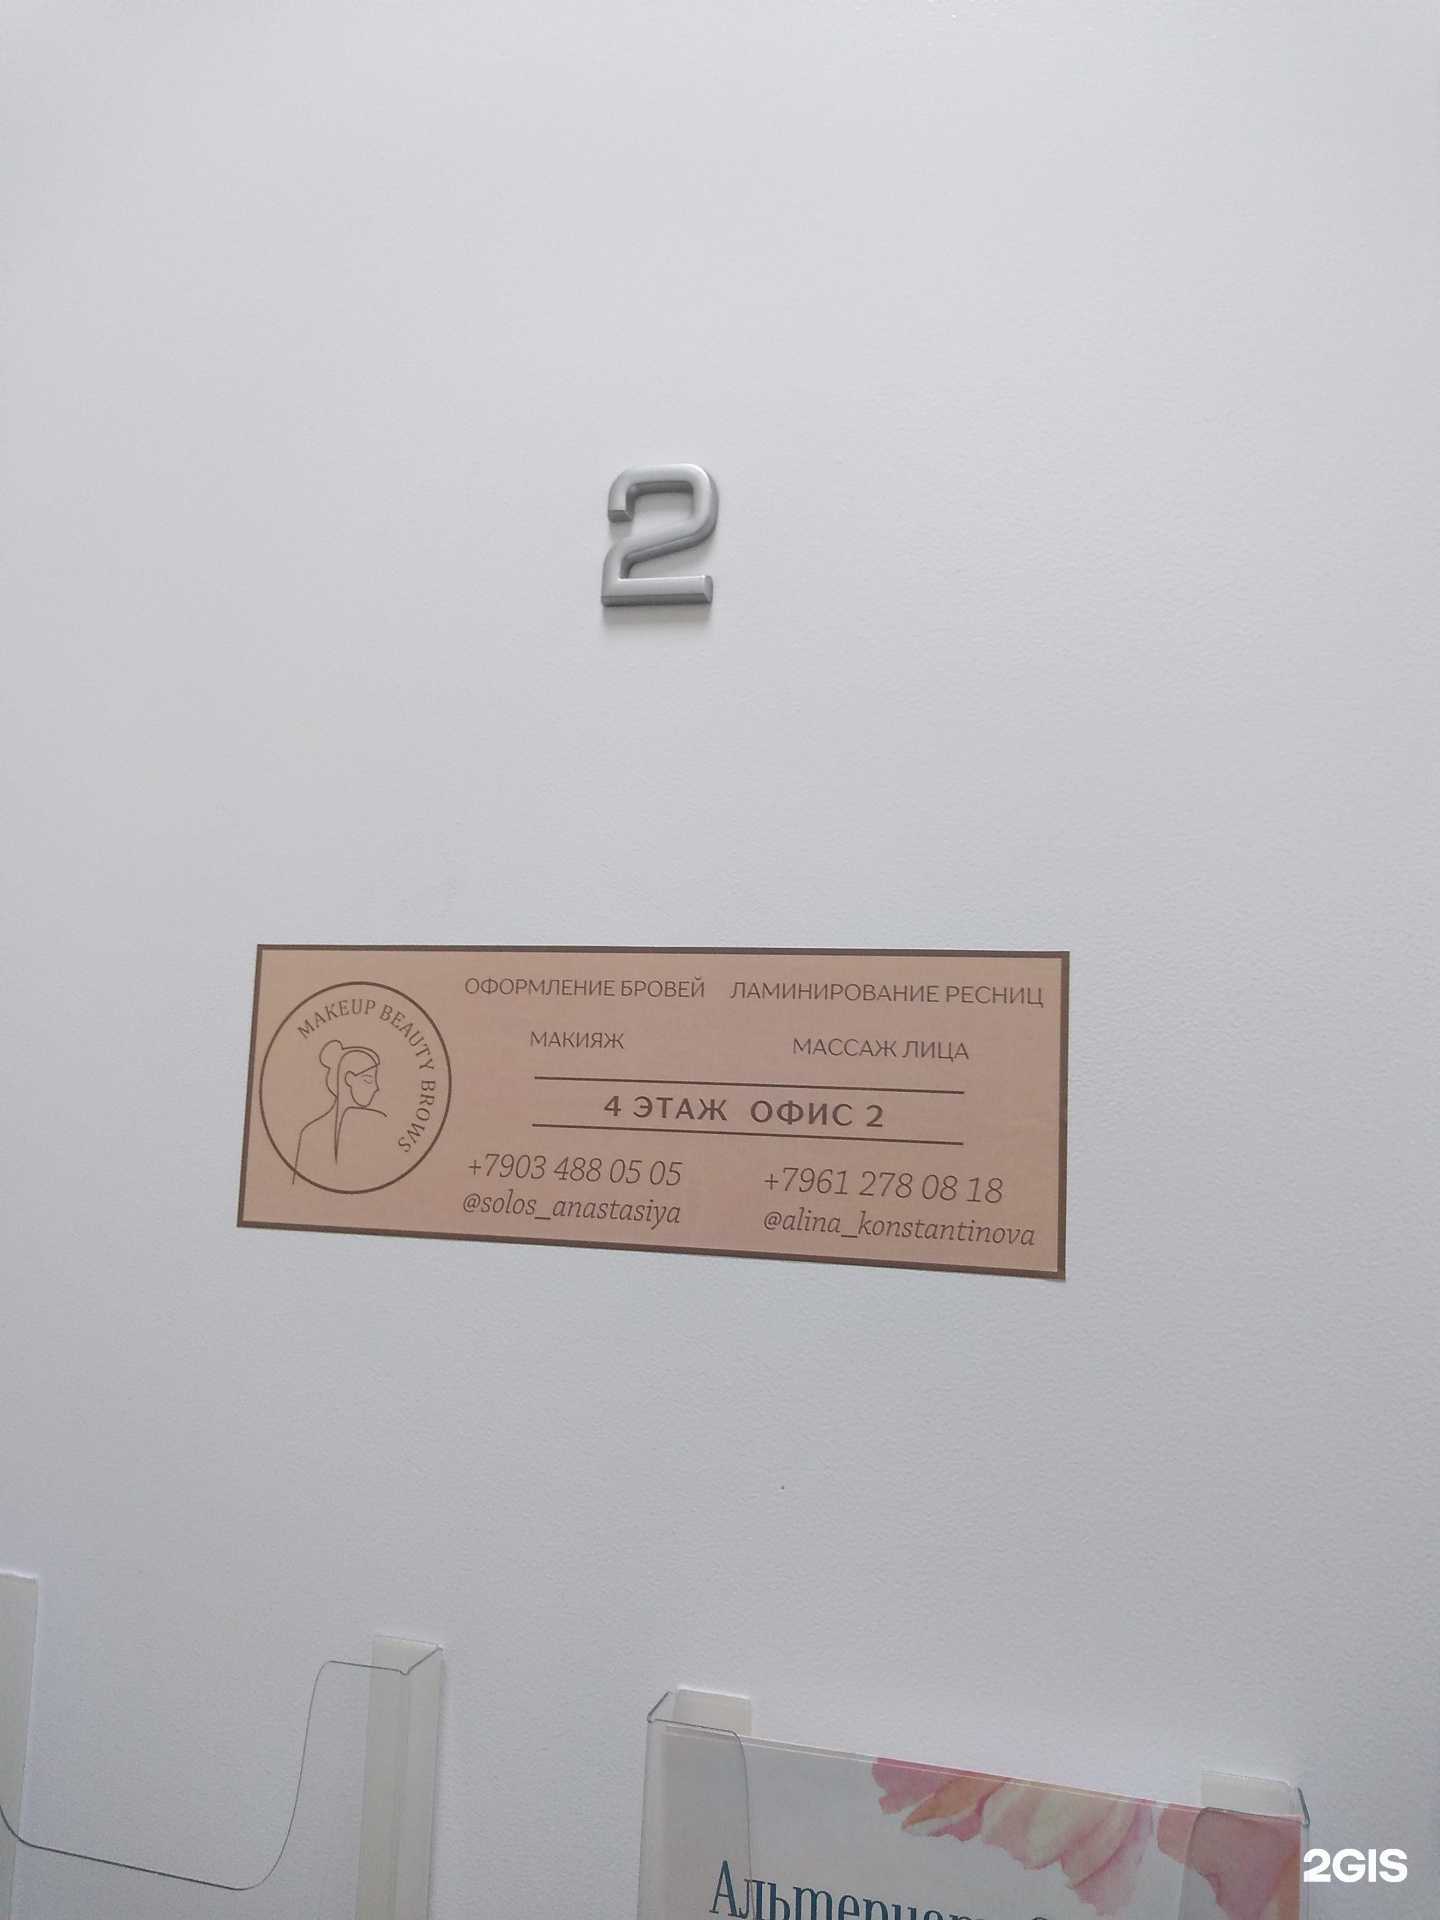 2
MAKEUP BEAUTY BROWS
ОФОРМЛЕНИЕ БРОВЕЙ ЛАМИНИРОВАНИЕ РЕСНИЦ
МАКИЯЖ МАССАЖ ЛИЦА
4 ЭТАЖ ОФИС 2
+7903 488 05 05 +7961 278 08 18
@solos_anastasiya @alina_konstantinova
2GIS